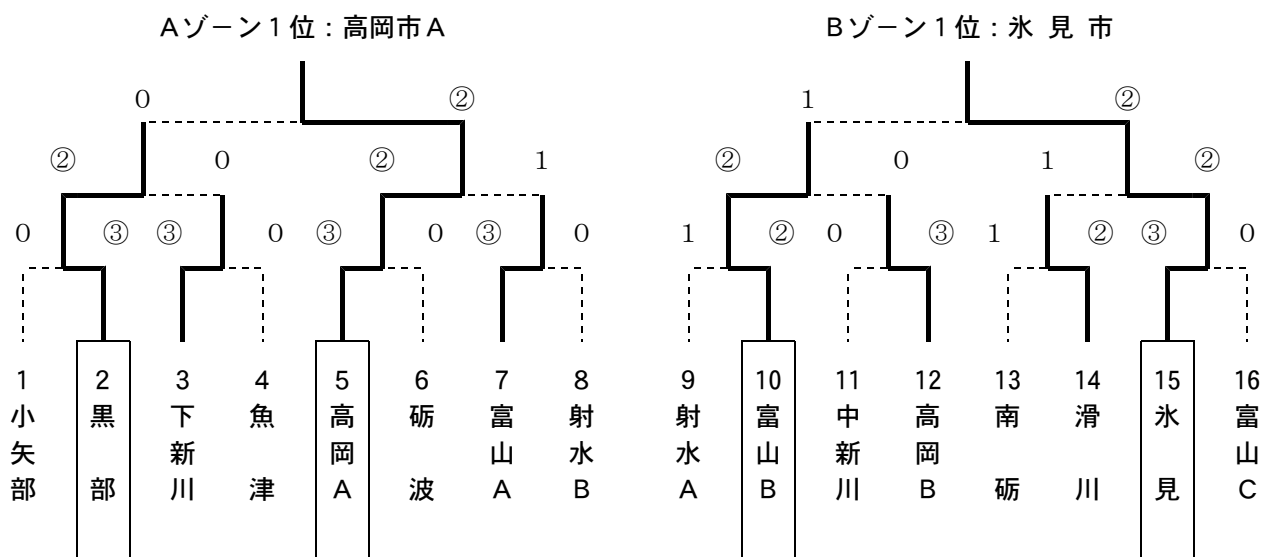 Aゾーン1位：高岡市A
Bゾーン1位：氷見市
0 ② 1 ②
② 0 ② 1 ② 0 1 ②
0 ③ ③ 0 ③ 0 ③ 0 1 ② 0 ③ 1 ② ③ 0
1 小矢部
2 黒部
3 下新川
4 魚津
5 高岡A
6 砺波
7 富山A
8 射水B
9 射水A
10 富山B
11 中新川
12 高岡B
13 南砺
14 滑川
15 氷見
16 富山C